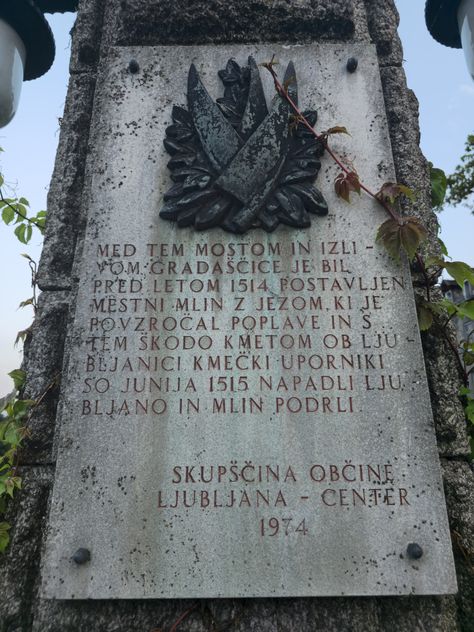 MED TEM MOSTOM IN IZLI-
VOM GRADAŠČICE JE BIL
PRED LETOM 1514 POSTAVLJEN
MESTNI MLIN Z JEZOM, KI JE
POVZROČAL POPLAVE IN S
TEM ŠKODO KMETOM OB LJU-
BLJANICI KMEČKI UPORNIKI
SO JUNIJA 1515 NAPADLI LJU
BLJANO IN MLIN PODRLI.
SKUPŠČINA OBČINE
LJUBLJANA - CENTER
1974